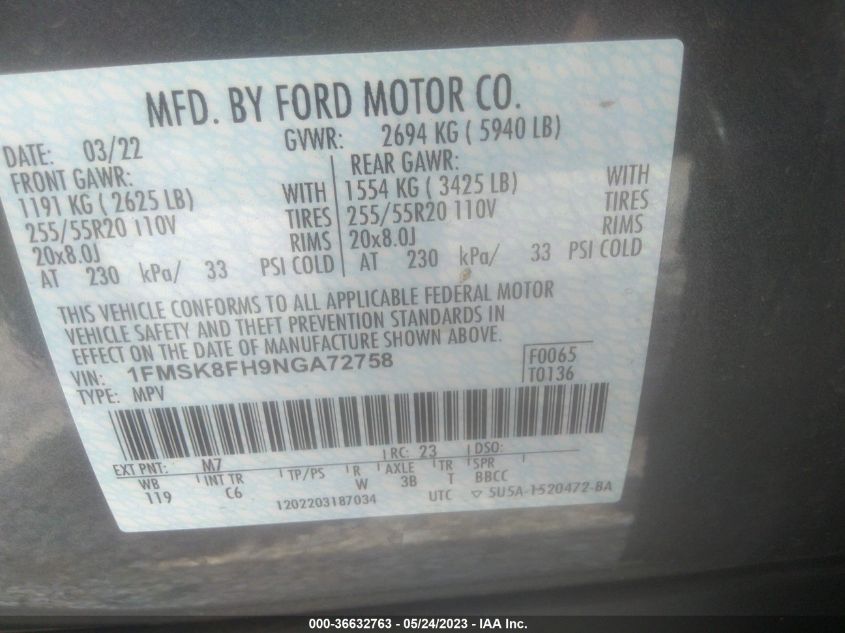 MFD. BY FORD MOTOR CO.
DATE: 03/22 GVWR: 2694 KG ( 5940 LB)
FRONT GAWR: REAR GAWR:
1191 KG ( 2625 LB) WITH 1554 KG ( 3425 LB) WITH
255/55R20 110V TIRES 255/55R20 110V TIRES
20x8.0J RIMS 20x8.0J RIMS
AT 230 kPa/ 33 PSI COLD AT 230 kPa/ 33 PSI COLD
THIS VEHICLE CONFORMS TO ALL APPLICABLE FEDERAL MOTOR
VEHICLE SAFETY AND THEFT PREVENTION STANDARDS IN
EFFECT ON THE DATE OF MANUFACTURE SHOWN ABOVE.
VIN: 1FMSK8FH9NGA72758 F0065
TYPE: MPV T0136
EXT PNT: M7 RC: 23 DSO:
WB INT TR TP/PS R AXLE TR SPR
119 C6 W 3B T BBCC
1202203187034 UTC ▽ 5U5A-1520472-BA
000-36632763 - 05/24/2023 - IAA Inc.